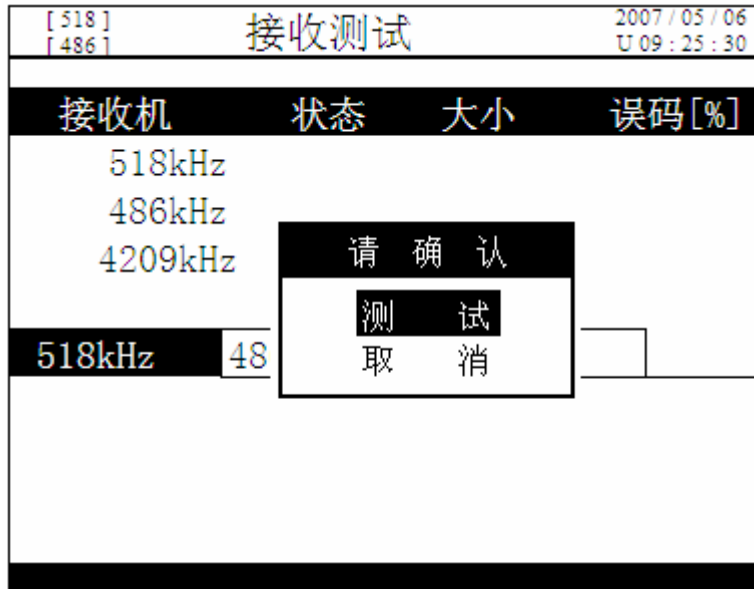 [ 518 ]
[ 486 ]
接收测试
2007 / 05 / 06
U 09 : 25 : 30
接收机 状态 大小 误码[%]
518kHz
486kHz
4209kHz
请 确 认
测 试
取 消
518kHz 48